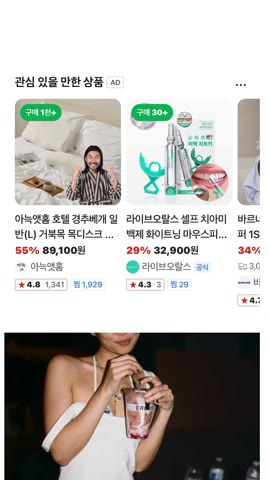 관심 있을 만한 상품 AD
구매 1천+
구매 30+
아늑앳홈 호텔 경추베개 일
반(L) 거북목 목디스크 ...
55% 89,100원
아늑앳홈
★ 4.8 1,341 찜 1,929
라이브오랄스 셀프 치아미
백제 화이트닝 마우스피...
29% 32,900원
라이브오랄스 공식
★ 4.3 3 찜 29
바르너
퍼 1S
34%
3,0
★ 4.7